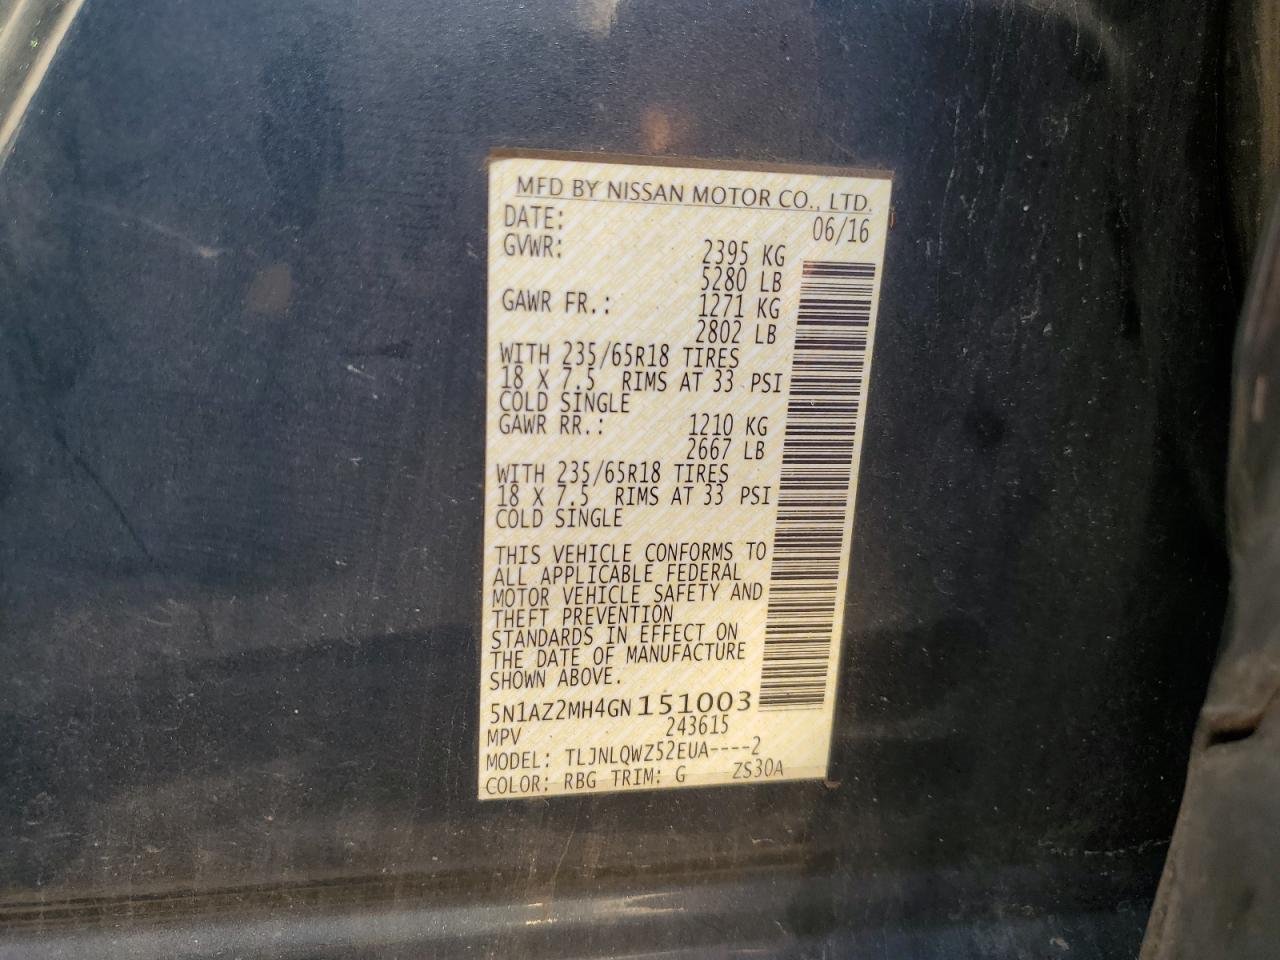 MFD BY NISSAN MOTOR CO., LTD.
DATE: 06/16
GVWR: 2395 KG
5280 LB
GAWR FR.: 1271 KG
2802 LB
WITH 235/65R18 TIRES
18 X 7.5 RIMS AT 33 PSI
COLD SINGLE
GAWR RR.: 1210 KG
2667 LB
WITH 235/65R18 TIRES
18 X 7.5 RIMS AT 33 PSI
COLD SINGLE
THIS VEHICLE CONFORMS TO
ALL APPLICABLE FEDERAL
MOTOR VEHICLE SAFETY AND
THEFT PREVENTION
STANDARDS IN EFFECT ON
THE DATE OF MANUFACTURE
SHOWN ABOVE.
5N1AZ2MH4GN151003
MPV 243615
MODEL: TLJNLQWZ52EUA----2
COLOR: RBG TRIM: G ZS30A